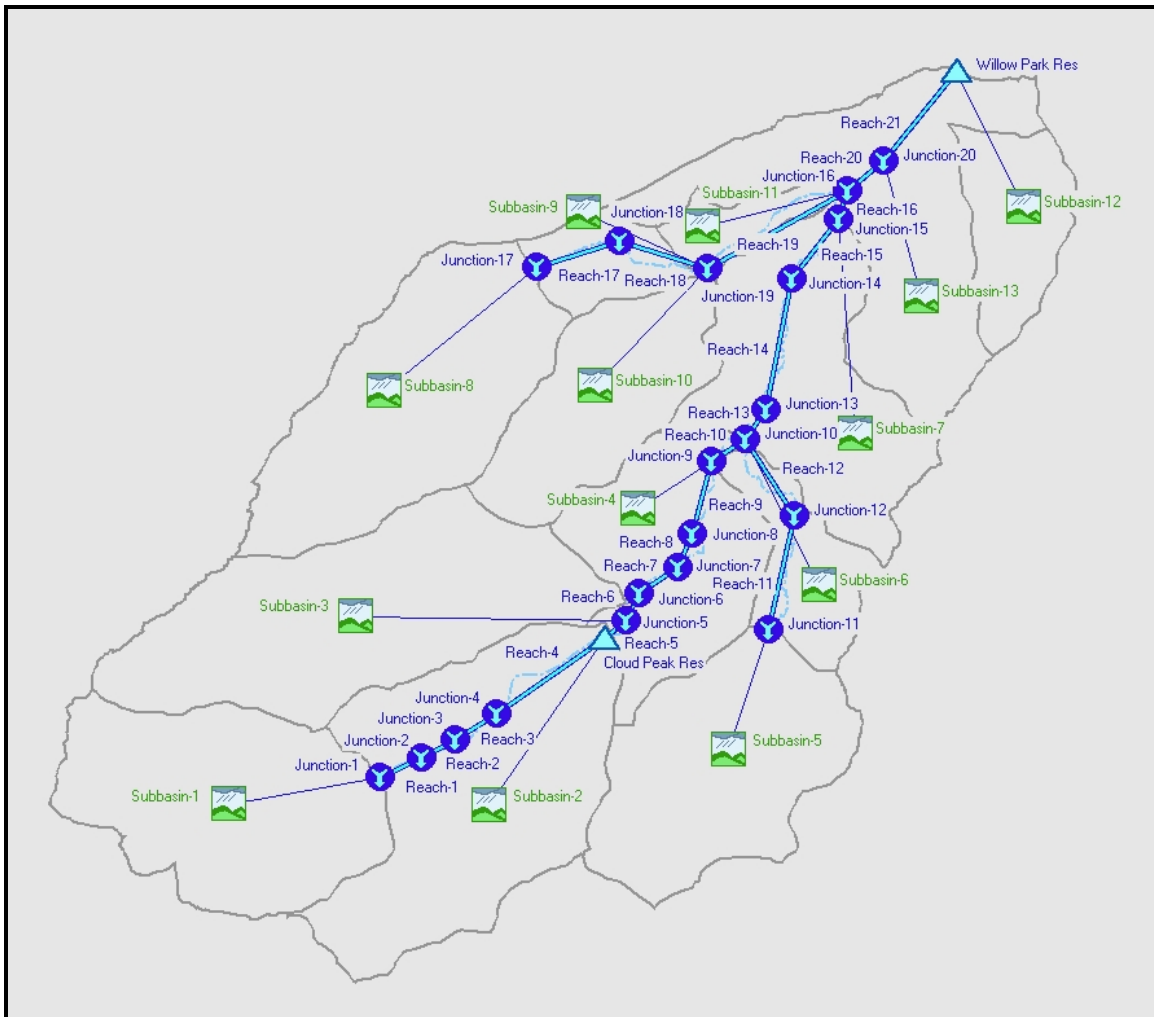 Willow Park Res
Reach-21
Reach-20
Junction-20
Junction-16
Subbasin-11
Subbasin-12
Subbasin-9
Junction-18
Reach-16
Junction-15
Reach-19
Reach-15
Junction-17
Reach-17
Reach-18
Junction-19
Junction-14
Subbasin-13
Reach-14
Subbasin-8
Subbasin-10
Junction-13
Reach-13
Reach-10
Junction-10
Subbasin-7
Junction-9
Reach-12
Subbasin-4
Reach-9
Junction-12
Reach-8
Junction-8
Reach-7
Junction-7
Reach-11
Subbasin-6
Reach-6
Junction-6
Subbasin-3
Junction-5
Junction-11
Reach-5
Reach-4
Cloud Peak Res
Junction-4
Junction-3
Junction-2
Reach-3
Subbasin-5
Reach-2
Junction-1
Reach-1
Subbasin-1
Subbasin-2